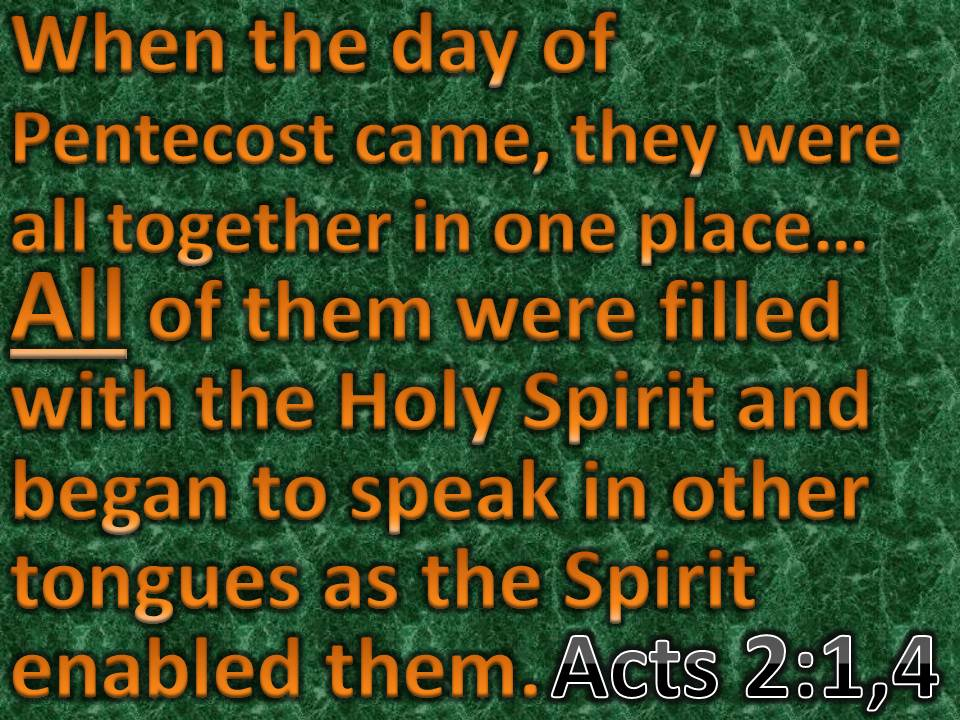 When the day of
Pentecost came, they were
all together in one place...
All of them were filled
with the Holy Spirit and
began to speak in other
tongues as the Spirit
enabled them. Acts 2:1,4